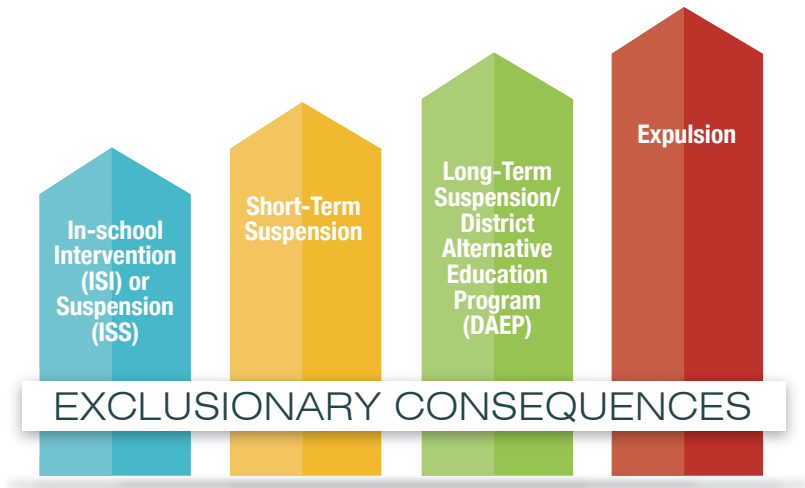 In-school
Intervention
(ISI) or
Suspension
(ISS)
Short-Term
Suspension
Long-Term
Suspension/
District
Alternative
Education
Program
(DAEP)
Expulsion
EXCLUSIONARY CONSEQUENCES